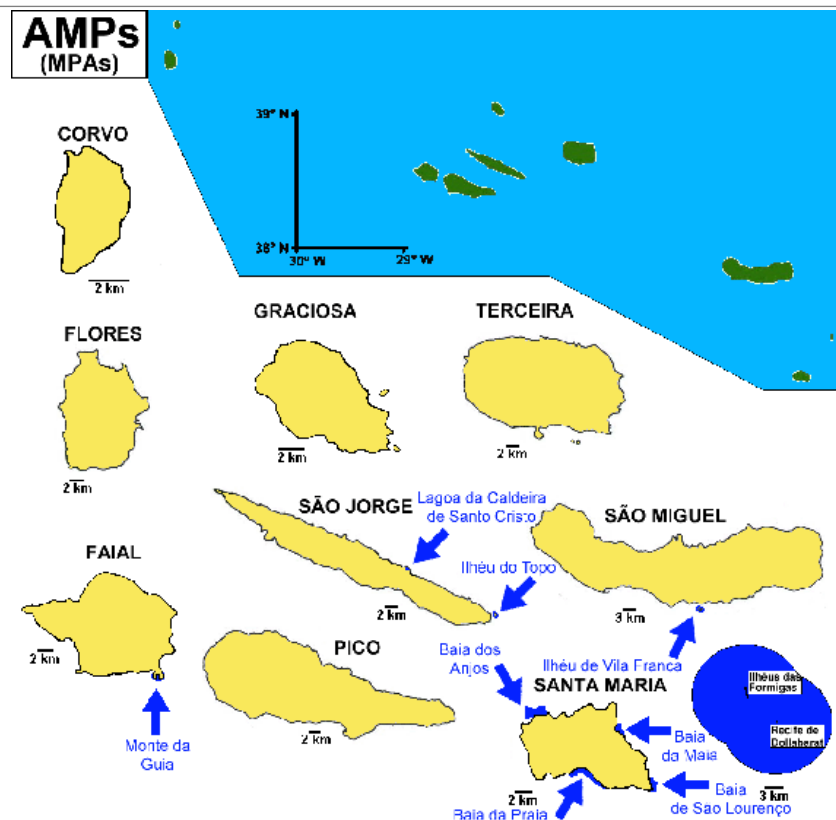 AMPs
(MPAs)
39° N
38° N
30° W
29° W
CORVO
2 km
FLORES
2 km
GRACIOSA
2 km
TERCEIRA
2 km
SÃO JORGE
Lagoa da Caldeira
de Santo Cristo
Ilhéu do Topo
2 km
SÃO MIGUEL
3 km
Ilhéu de Vila Franca
FAIAL
2 km
Monte da
Guia
PICO
2 km
Baia dos
Anjos
SANTA MARIA
Baia
da Maia
2 km
Baia da Praia
Baia
de Sao Lourenço
Ilhéus das
Formigas
Recife de
Dollabarat
3 km